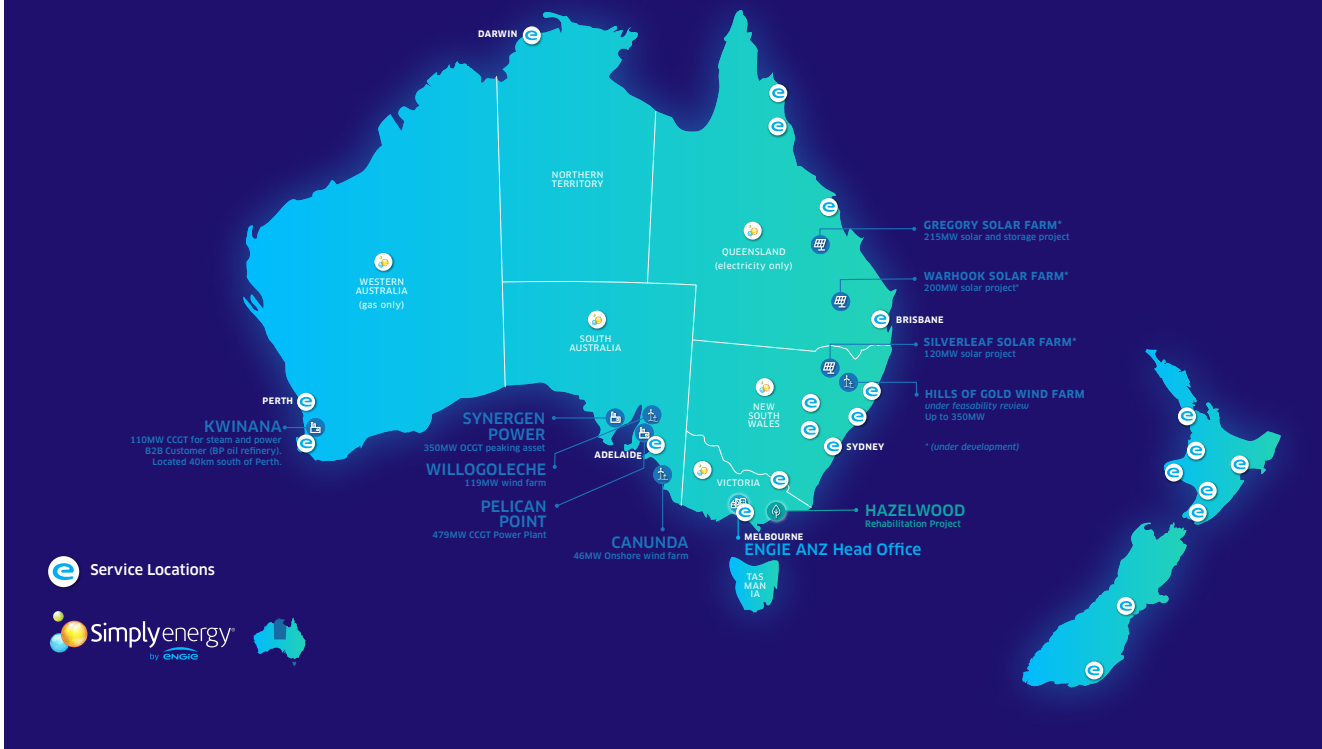 DARWIN
NORTHERN
TERRITORY
QUEENSLAND
(electricity only)
WESTERN
AUSTRALIA
(gas only)
SOUTH
AUSTRALIA
NEW
SOUTH
WALES
VICTORIA
TAS
MAN
IA
GREGORY SOLAR FARM*
215MW solar and storage project
WARHOOK SOLAR FARM*
200MW solar project*
BRISBANE
SILVERLEAF SOLAR FARM*
120MW solar project
HILLS OF GOLD WIND FARM
under feasability review
Up to 350MW
* (under development)
SYDNEY
PERTH
KWINANA
110MW CCGT for steam and power
B2B Customer (BP oil refinery).
Located 40km south of Perth.
SYNERGEN
POWER
350MW OCGT peaking asset
ADELAIDE
WILLOGOLECHE
119MW wind farm
PELICAN
POINT
479MW CCGT Power Plant
CANUNDA
46MW Onshore wind farm
HAZELWOOD
Rehabilitation Project
MELBOURNE
ENGIE ANZ Head Office
Service Locations
Simplyenergy®
by ENGIE